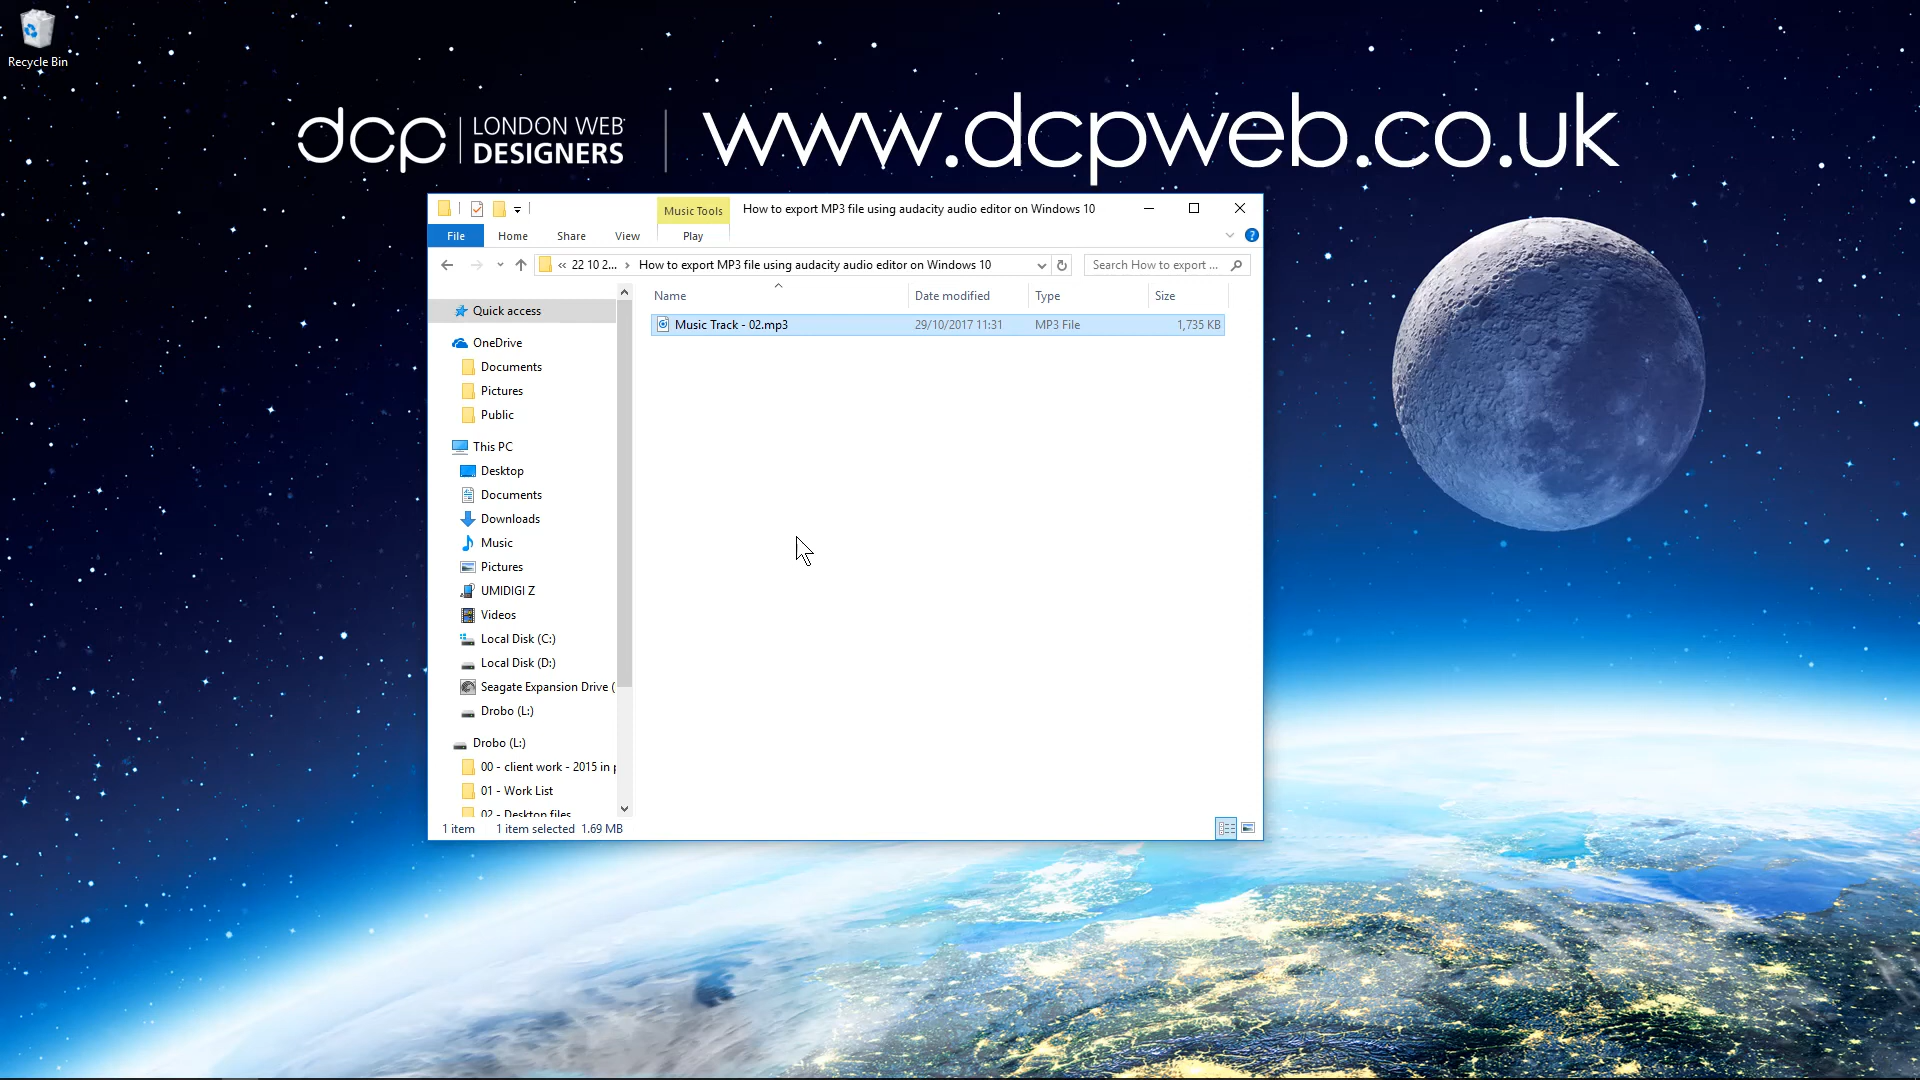 Recycle Bin
dcp LONDON WEB DESIGNERS
www.dcpweb.co.uk
Music Tools How to export MP3 file using audacity audio editor on Windows 10
File Home Share View Play
« 22 10 2... › How to export MP3 file using audacity audio editor on Windows 10 Search How to export ...
Name Date modified Type Size
Music Track - 02.mp3 29/10/2017 11:31 MP3 File 1,735 KB
Quick access
OneDrive
Documents
Pictures
Public
This PC
Desktop
Documents
Downloads
Music
Pictures
UMIDIGI Z
Videos
Local Disk (C:)
Local Disk (D:)
Seagate Expansion Drive (
Drobo (L:)
Drobo (L:)
00 - client work - 2015 in p
01 - Work List
02 - Desktop files
1 item 1 item selected 1.69 MB